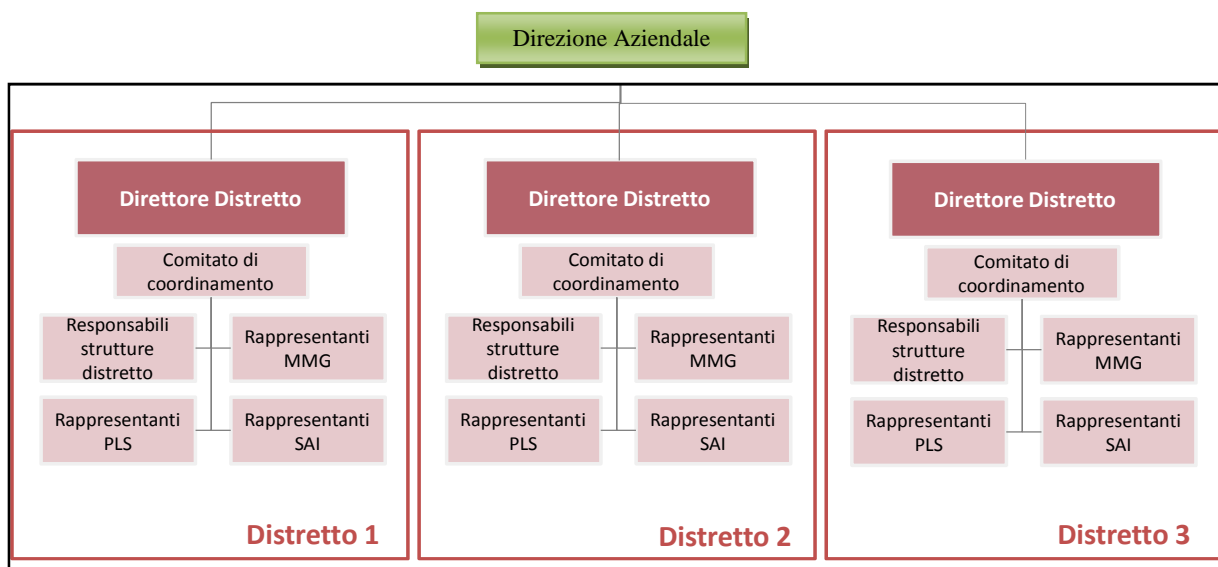 Direzione Aziendale
Direttore Distretto
Comitato di
coordinamento
Responsabili
strutture
distretto
Rappresentanti
MMG
Rappresentanti
PLS
Rappresentanti
SAI
Distretto 1
Direttore Distretto
Comitato di
coordinamento
Responsabili
strutture
distretto
Rappresentanti
MMG
Rappresentanti
PLS
Rappresentanti
SAI
Distretto 2
Direttore Distretto
Comitato di
coordinamento
Responsabili
strutture
distretto
Rappresentanti
MMG
Rappresentanti
PLS
Rappresentanti
SAI
Distretto 3